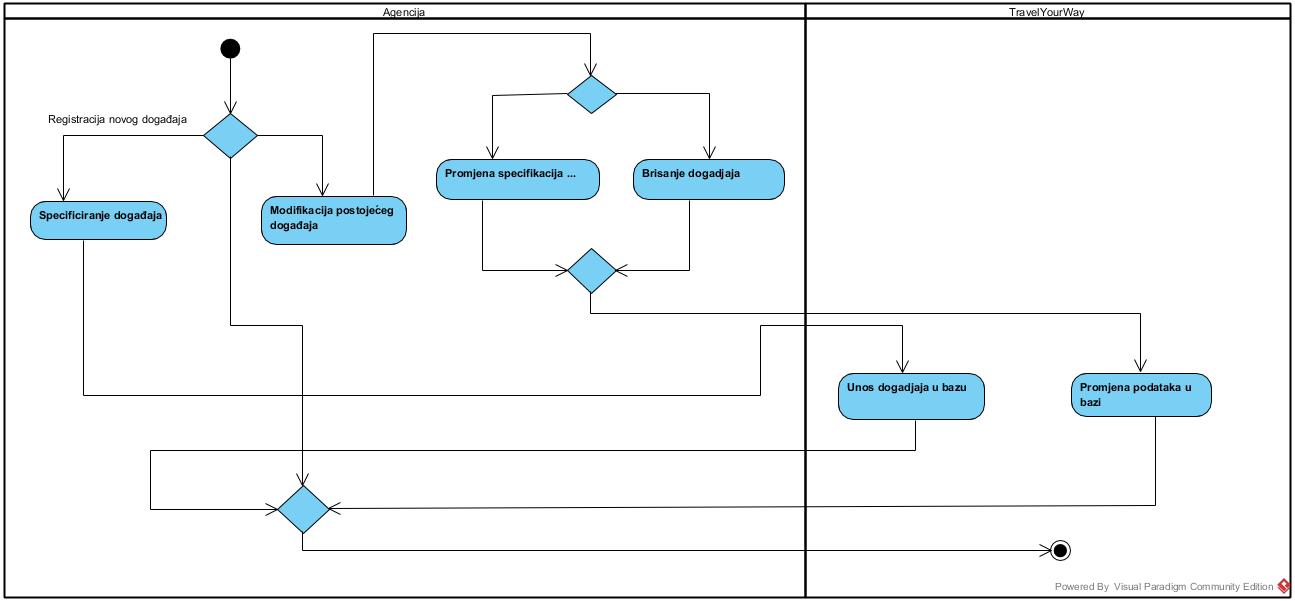 Agencija
TravelYourWay
Registracija novog događaja
Promjena specifikacija ...
Brisanje dogadjaja
Specificiranje događaja
Modifikacija postojećeg
događaja
Unos dogadjaja u bazu
Promjena podataka u
bazi
Powered By Visual Paradigm Community Edition